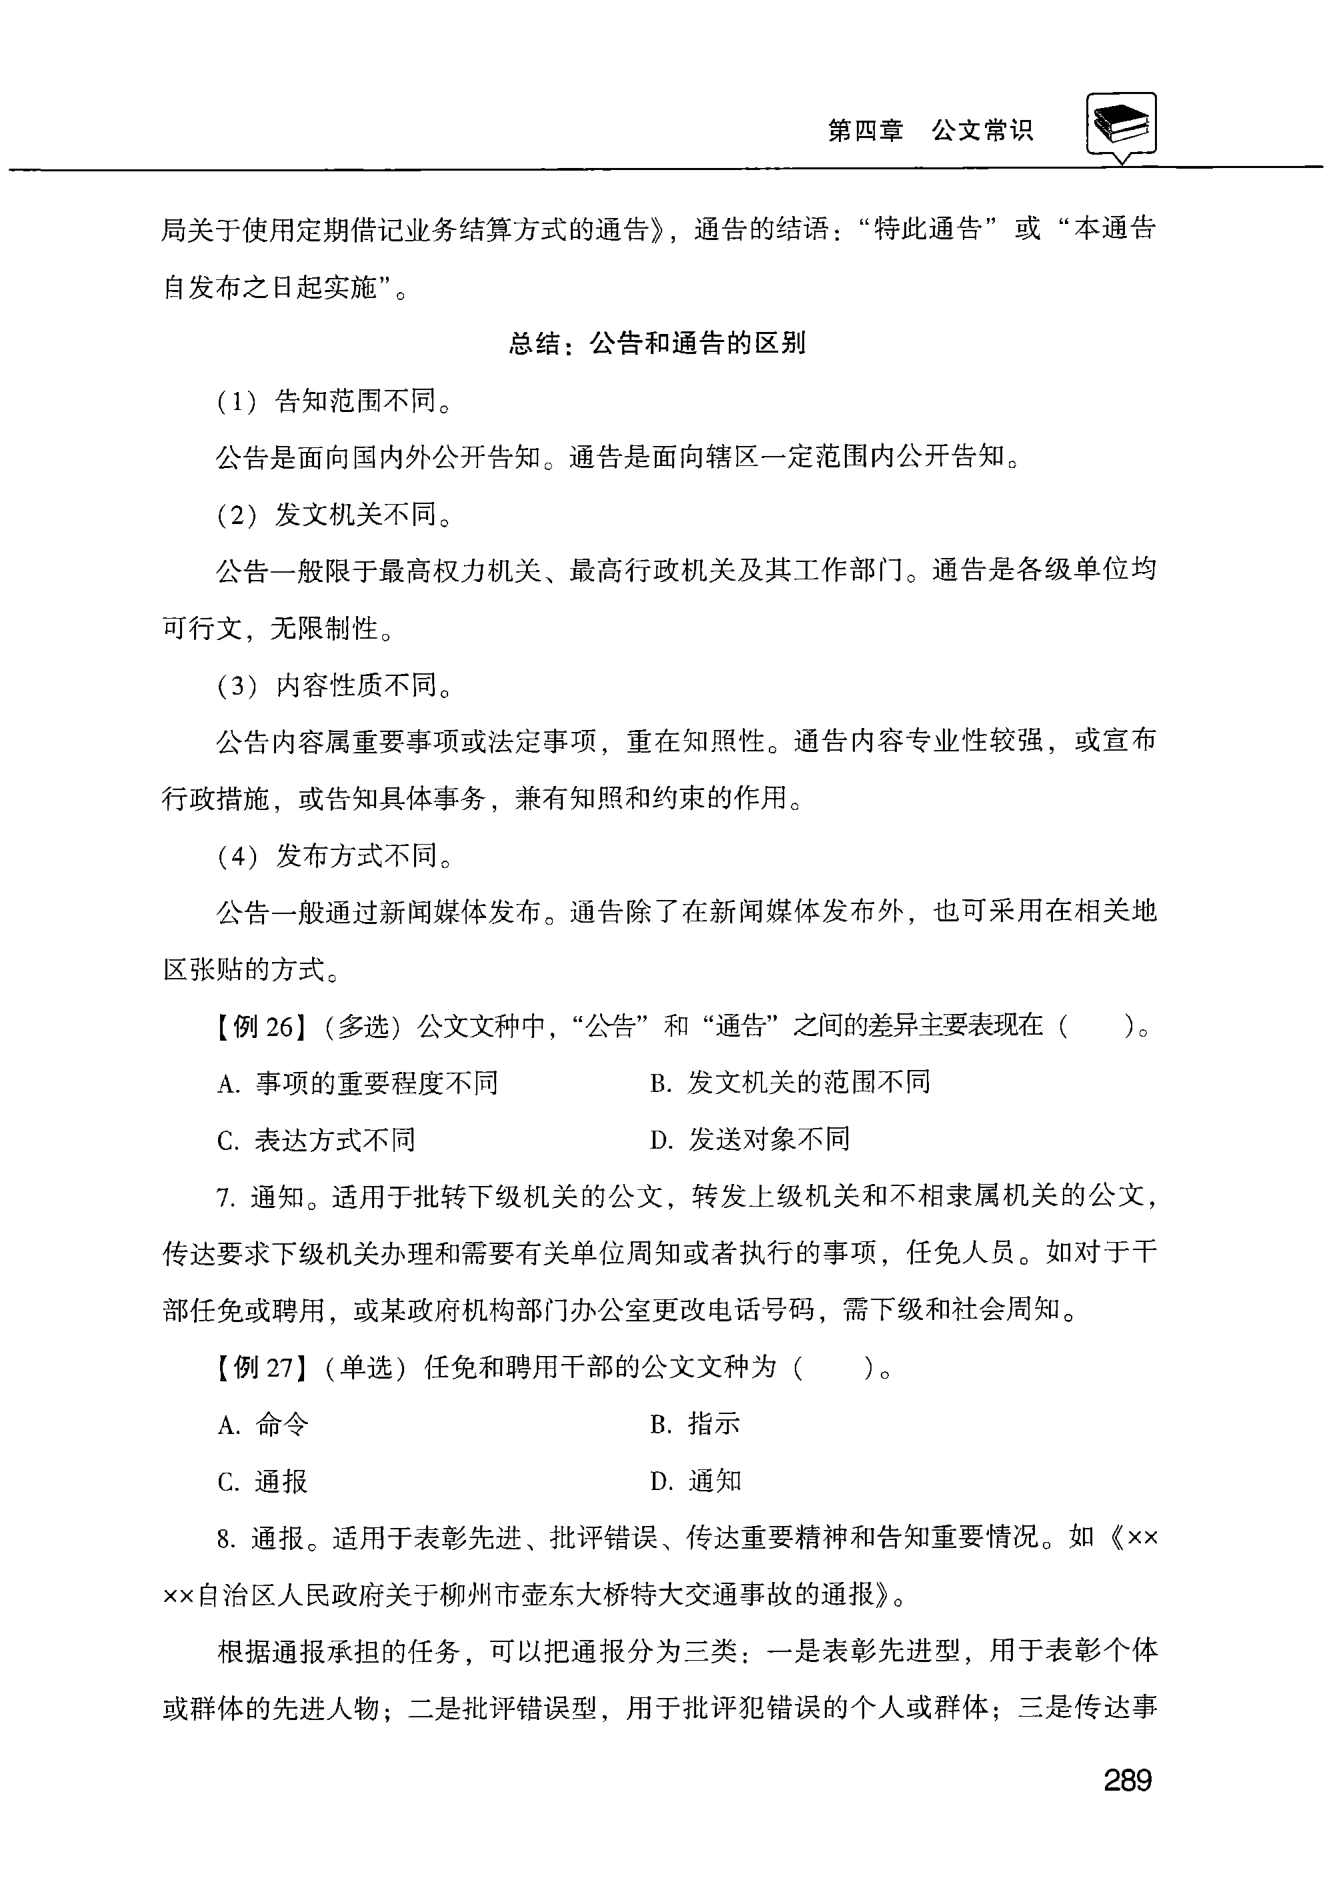 第四章 公文常识
局关于使用定期借记业务结算方式的通告》，通告的结语：“特此通告”或“本通告
自发布之日起实施”。
总结：公告和通告的区别
（1）告知范围不同。
公告是面向国内外公开告知。通告是面向辖区一定范围内公开告知。
（2）发文机关不同。
公告一般限于最高权力机关、最高行政机关及其工作部门。通告是各级单位均
可行文，无限制性。
（3）内容性质不同。
公告内容属重要事项或法定事项，重在知照性。通告内容专业性较强，或宣布
行政措施，或告知具体事务，兼有知照和约束的作用。
（4）发布方式不同。
公告一般通过新闻媒体发布。通告除了在新闻媒体发布外，也可采用在相关地
区张贴的方式。
【例 26】（多选）公文文种中，“公告”和“通告”之间的差异主要表现在（　　）。
A. 事项的重要程度不同 B. 发文机关的范围不同
C. 表达方式不同 D. 发送对象不同
7. 通知。适用于批转下级机关的公文，转发上级机关和不相隶属机关的公文，
传达要求下级机关办理和需要有关单位周知或者执行的事项，任免人员。如对于干
部任免或聘用，或某政府机构部门办公室更改电话号码，需下级和社会周知。
【例 27】（单选）任免和聘用干部的公文文种为（　　）。
A. 命令 B. 指示
C. 通报 D. 通知
8. 通报。适用于表彰先进、批评错误、传达重要精神和告知重要情况。如《××
××自治区人民政府关于柳州市壶东大桥特大交通事故的通报》。
根据通报承担的任务，可以把通报分为三类：一是表彰先进型，用于表彰个体
或群体的先进人物；二是批评错误型，用于批评犯错误的个人或群体；三是传达事
289